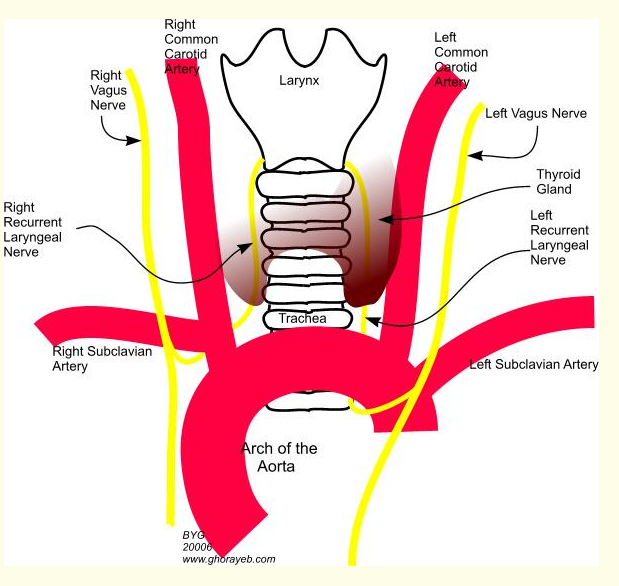 Right
Common
Carotid
Artery
Left
Common
Carotid
Artery
Right
Vagus
Nerve
Larynx
Left Vagus Nerve
Thyroid
Gland
Right
Recurrent
Laryngeal
Nerve
Left
Recurrent
Laryngeal
Nerve
Trachea
Right Subclavian
Artery
Left Subclavian Artery
Arch of the
Aorta
BYG
20006
www.ghorayeb.com